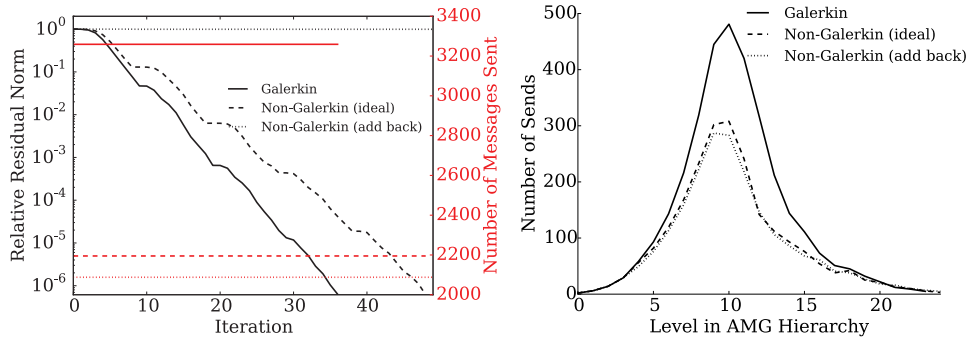 10^0
10^-1
10^-2
10^-3
10^-4
10^-5
10^-6
Relative Residual Norm
0
10
20
30
40
Iteration
Galerkin
Non-Galerkin (ideal)
Non-Galerkin (add back)
3400
3200
3000
2800
2600
2400
2200
2000
Number of Messages Sent
500
400
300
200
100
0
Number of Sends
0
5
10
15
20
Level in AMG Hierarchy
Galerkin
Non-Galerkin (ideal)
Non-Galerkin (add back)